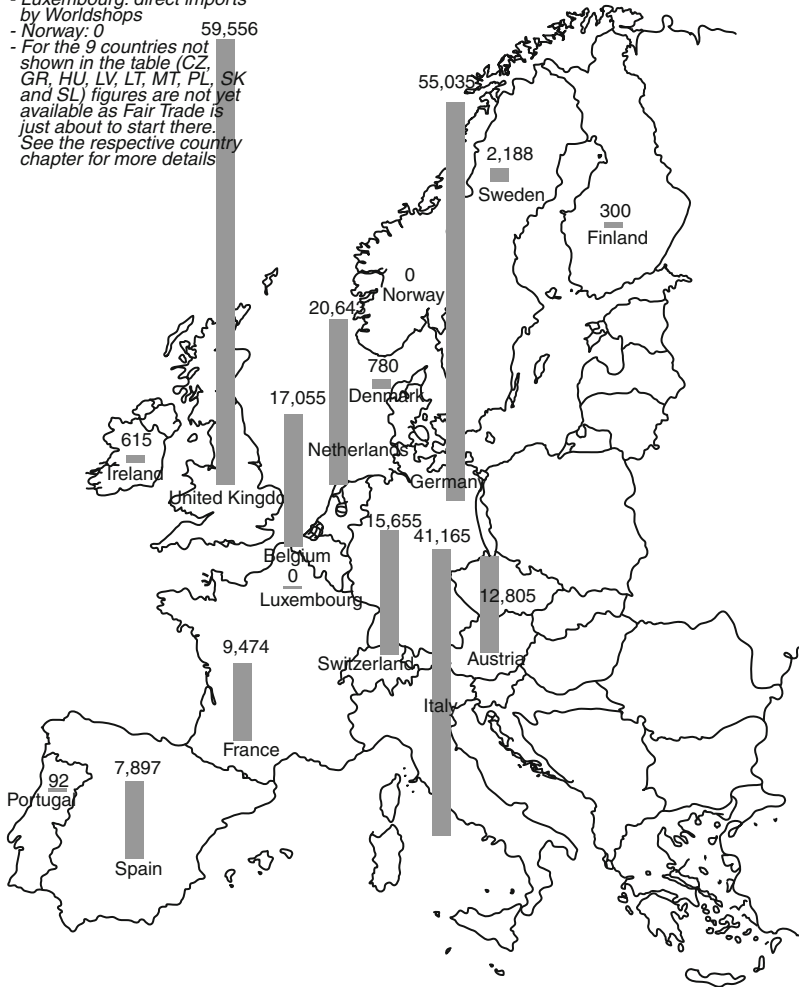 - Luxembourg: direct imports
by Worldshops
- Norway: 0
- For the 9 countries not
shown in the table (CZ,
GR, HU, LV, LT, MT, PL, SK
and SL) figures are not yet
available as Fair Trade is
just about to start there.
See the respective country
chapter for more details
59,556
55,035
2,188
Sweden
300
Finland
0
Norway
20,643
780
Denmark
17,055
615
Ireland
Netherlands
Germany
United Kingdo
15,655
41,165
Belgium
0
Luxembourg
12,805
9,474
Switzerland
Austria
Italy
France
92
Portugal
7,897
Spain